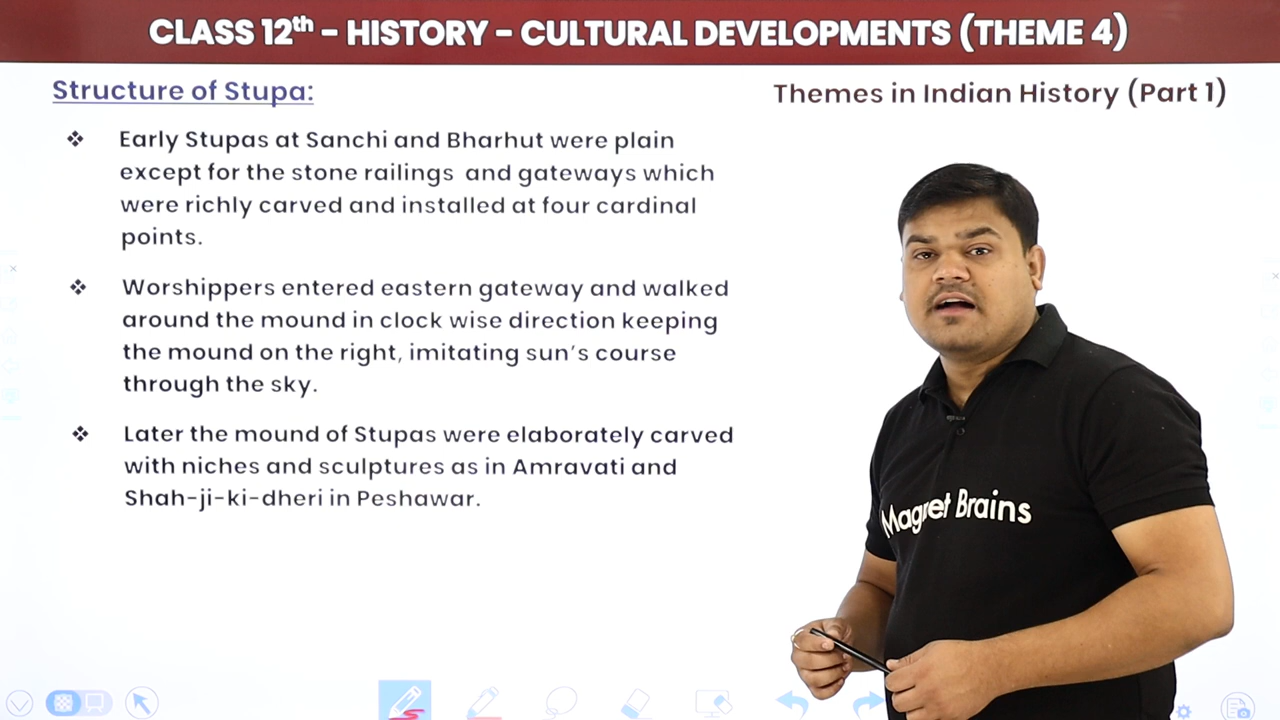 CLASS 12th – HISTORY – CULTURAL DEVELOPMENTS (THEME 4)
Structure of Stupa:
Themes in Indian History (Part 1)
❖ Early Stupas at Sanchi and Bharhut were plain
except for the stone railings and gateways which
were richly carved and installed at four cardinal
points.
❖ Worshippers entered eastern gateway and walked
around the mound in clock wise direction keeping
the mound on the right, imitating sun's course
through the sky.
❖ Later the mound of Stupas were elaborately carved
with niches and sculptures as in Amravati and
Shah-ji-ki-dheri in Peshawar.
Magnet Brains